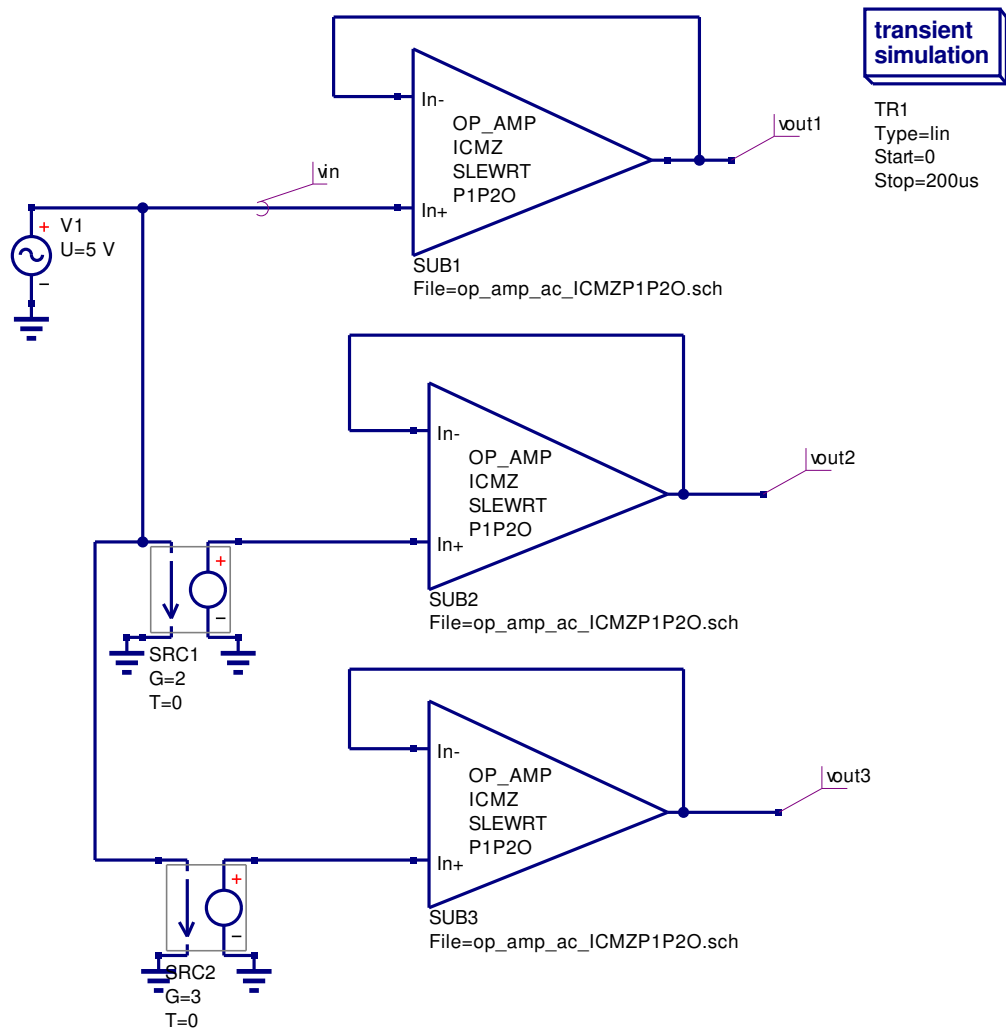 transient
simulation
TR1
Type=lin
Start=0
Stop=200us
In-
OP_AMP
ICMZ
SLEWRT
P1P2O
In+
vout1
vin
+
V1
U=5 V
−
SUB1
File=op_amp_ac_ICMZP1P2O.sch
In-
OP_AMP
ICMZ
SLEWRT
P1P2O
In+
vout2
SUB2
File=op_amp_ac_ICMZP1P2O.sch
+
−
SRC1
G=2
T=0
In-
OP_AMP
ICMZ
SLEWRT
P1P2O
In+
vout3
SUB3
File=op_amp_ac_ICMZP1P2O.sch
+
−
SRC2
G=3
T=0